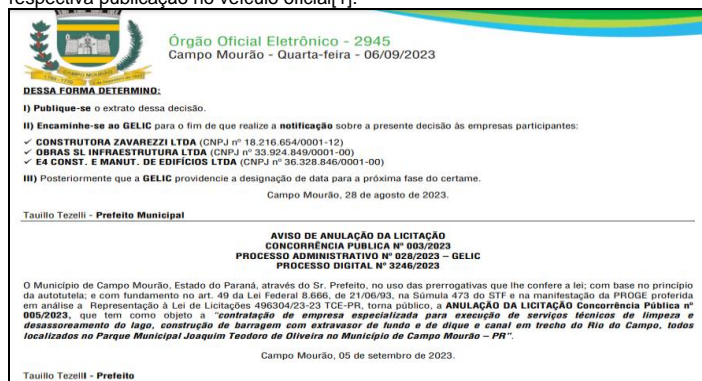 respectiva publicação no veículo oficial[1]:
Órgão Oficial Eletrônico - 2945
Campo Mourão - Quarta-feira - 06/09/2023
CAMPO MOURÃO
DESSA FORMA DETERMINO:
I) Publique-se o extrato dessa decisão.
II) Encaminhe-se ao GELIC para o fim de que realize a notificação sobre a presente decisão às empresas participantes:
✓ CONSTRUTORA ZAVAREZZI LTDA (CNPJ nº 18.216.654/0001-12)
✓ OBRAS SL INFRAESTRUTURA LTDA (CNPJ nº 33.924.849/0001-00)
✓ E4 CONST. E MANUT. DE EDIFÍCIOS LTDA (CNPJ nº 36.328.846/0001-00)
III) Posteriormente que a GELIC providencie a designação de data para a próxima fase do certame.
Campo Mourão, 28 de agosto de 2023.
Tauillo Tezelli - Prefeito Municipal
AVISO DE ANULAÇÃO DA LICITAÇÃO
CONCORRÊNCIA PUBLICA Nº 003/2023
PROCESSO ADMINISTRATIVO Nº 028/2023 – GELIC
PROCESSO DIGITAL Nº 3246/2023
O Município de Campo Mourão, Estado do Paraná, através do Sr. Prefeito, no uso das prerrogativas que lhe confere a lei; com base no princípio
da autotutela; e com fundamento no art. 49 da Lei Federal 8.666, de 21/06/93, na Súmula 473 do STF e na manifestação da PROGE proferida
em análise a Representação à Lei de Licitações 496304/23-23 TCE-PR, torna público, a ANULAÇÃO DA LICITAÇÃO Concorrência Pública nº
005/2023, que tem como objeto a "contratação de empresa especializada para execução de serviços técnicos de limpeza e
desassoreamento do lago, construção de barragem com extravasor de fundo e de dique e canal em trecho do Rio do Campo, todos
localizados no Parque Municipal Joaquim Teodoro de Oliveira no Município de Campo Mourão – PR".
Campo Mourão, 05 de setembro de 2023.
Tauillo Tezelli - Prefeito